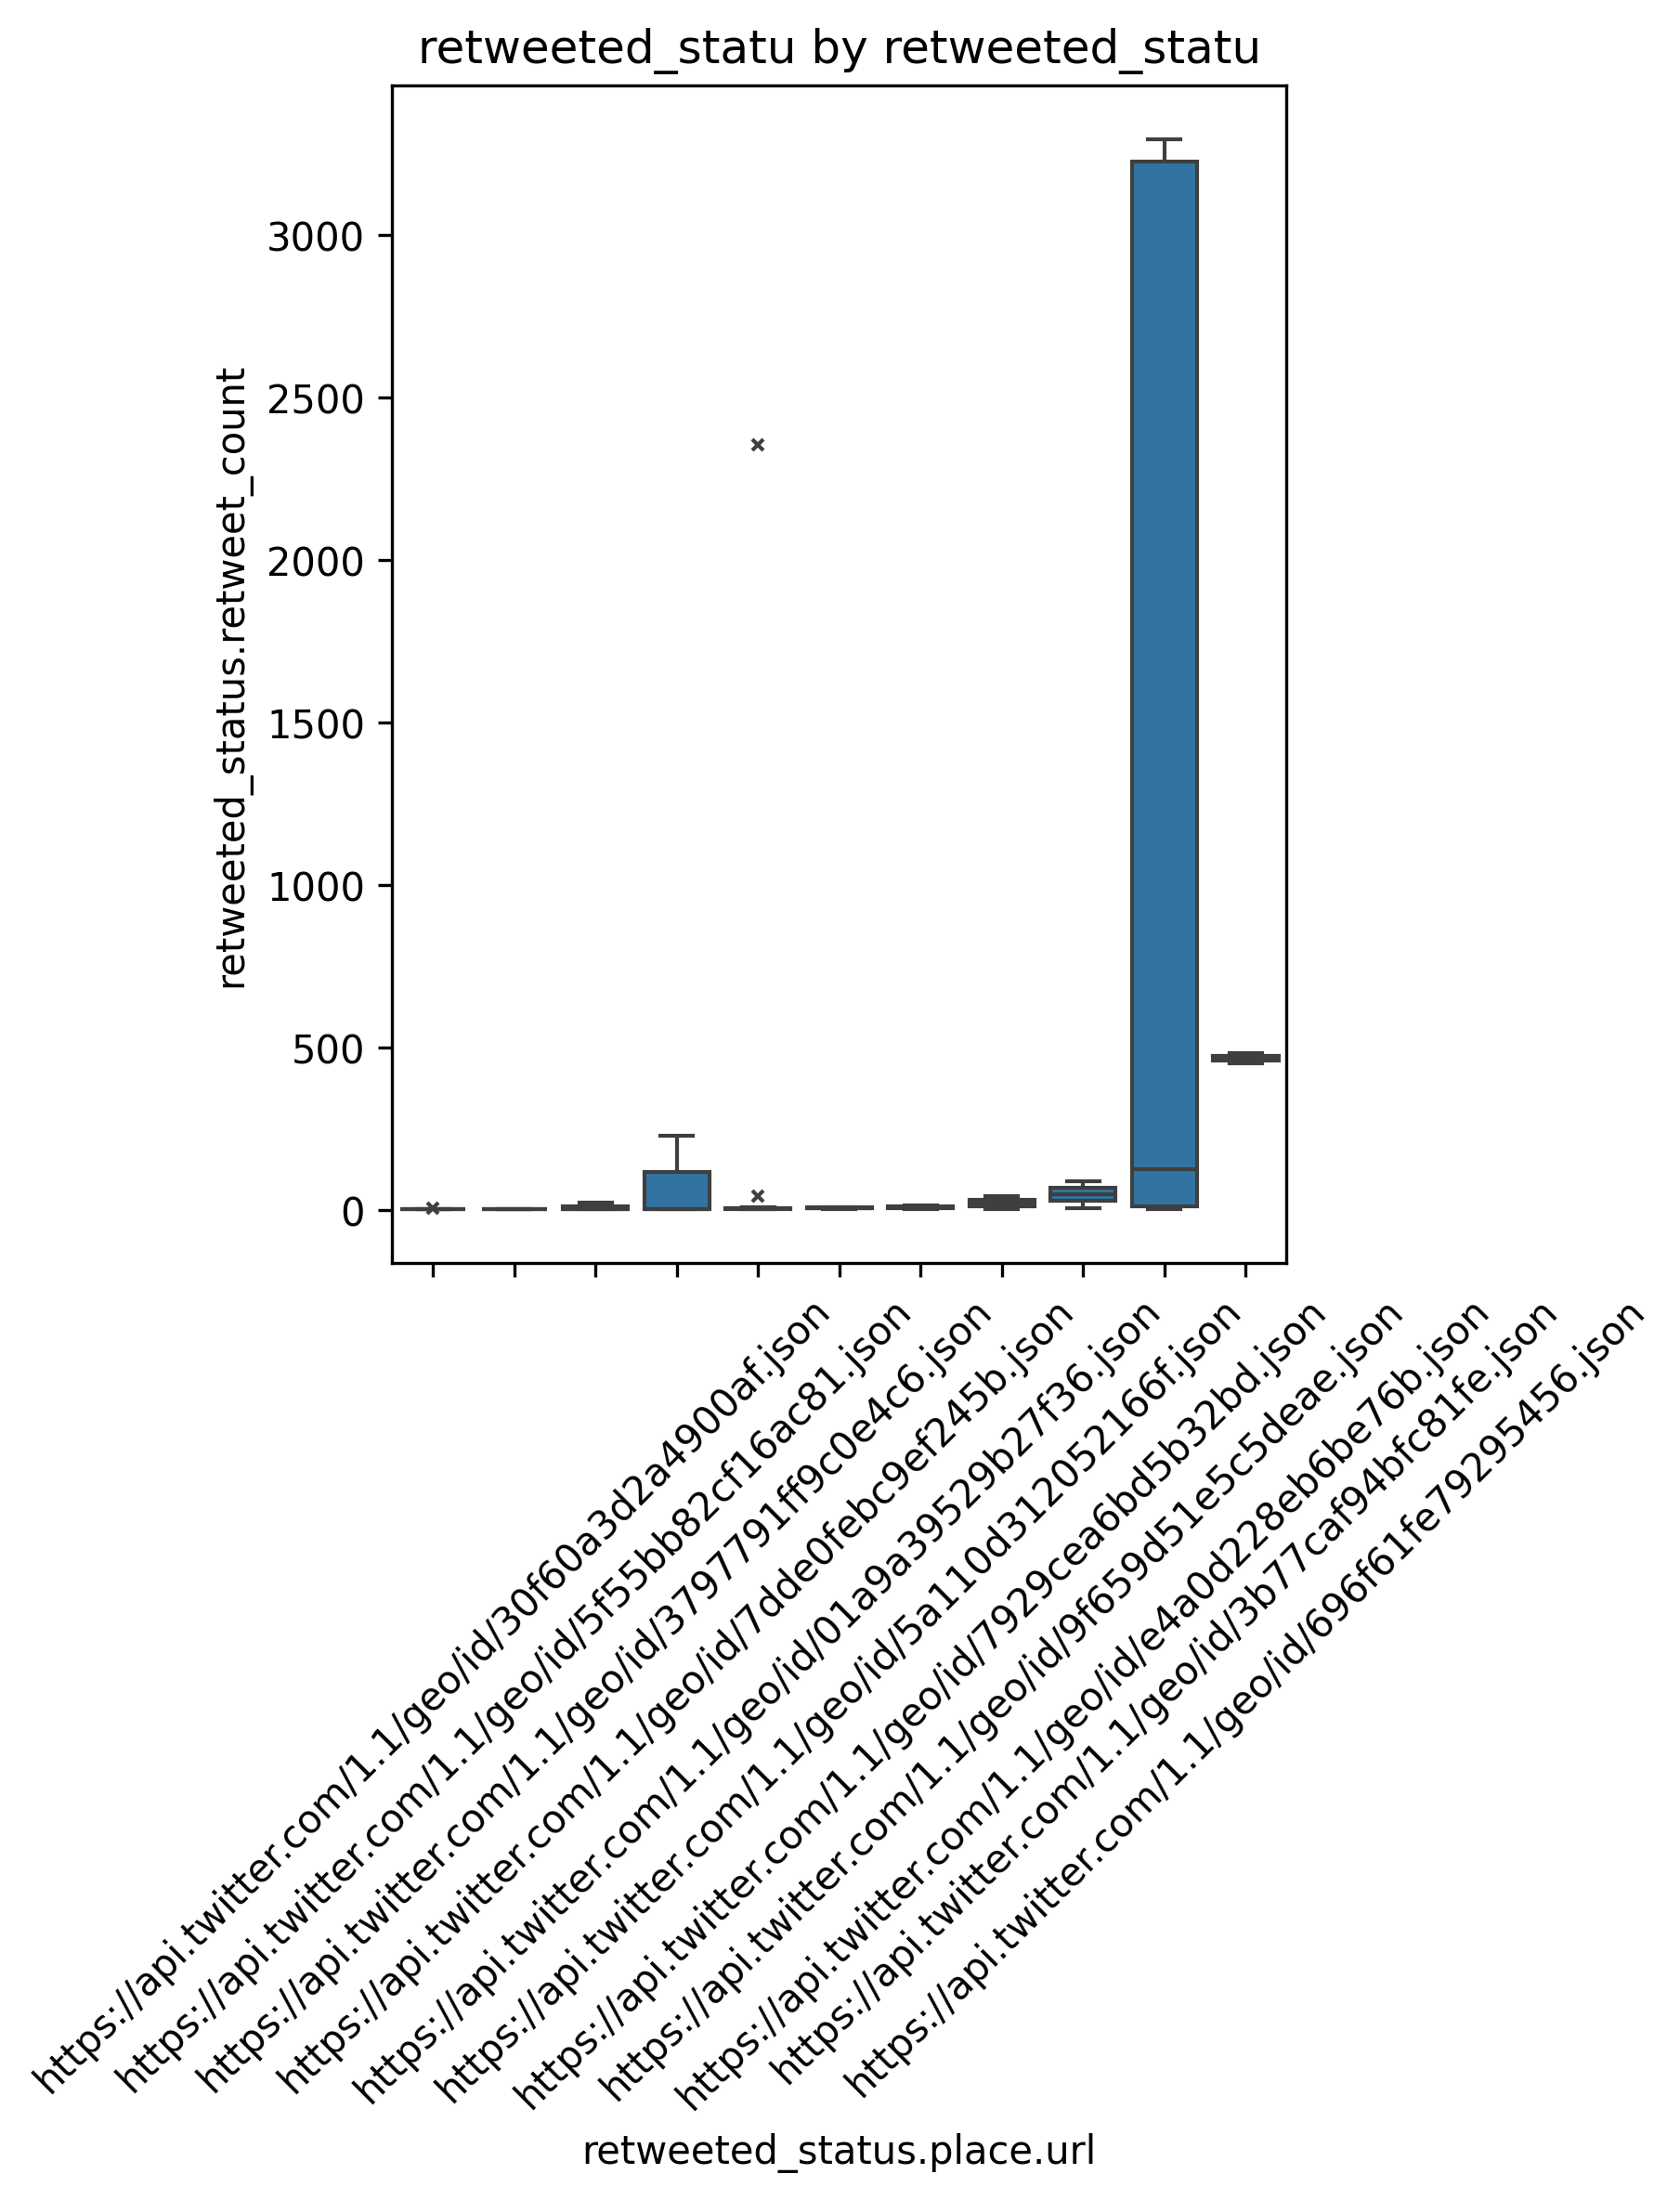 retweeted_statu by retweeted_statu
retweeted_status.retweet_count
3000
2500
2000
1500
1000
500
0
https://api.twitter.com/1.1/geo/id/30f60a3d2a4900af.json
https://api.twitter.com/1.1/geo/id/5f55bb82cf16ac81.json
https://api.twitter.com/1.1/geo/id/3797791ff9c0e4c6.json
https://api.twitter.com/1.1/geo/id/7dde0febc9ef245b.json
https://api.twitter.com/1.1/geo/id/01a9a39529b27f36.json
https://api.twitter.com/1.1/geo/id/5a110d312052166f.json
https://api.twitter.com/1.1/geo/id/7929cea6bd5b32bd.json
https://api.twitter.com/1.1/geo/id/9f659d51e5c5deae.json
https://api.twitter.com/1.1/geo/id/e4a0d228eb6be76b.json
https://api.twitter.com/1.1/geo/id/3b77caf94bfc81fe.json
https://api.twitter.com/1.1/geo/id/696f61fe79295456.json
retweeted_status.place.url